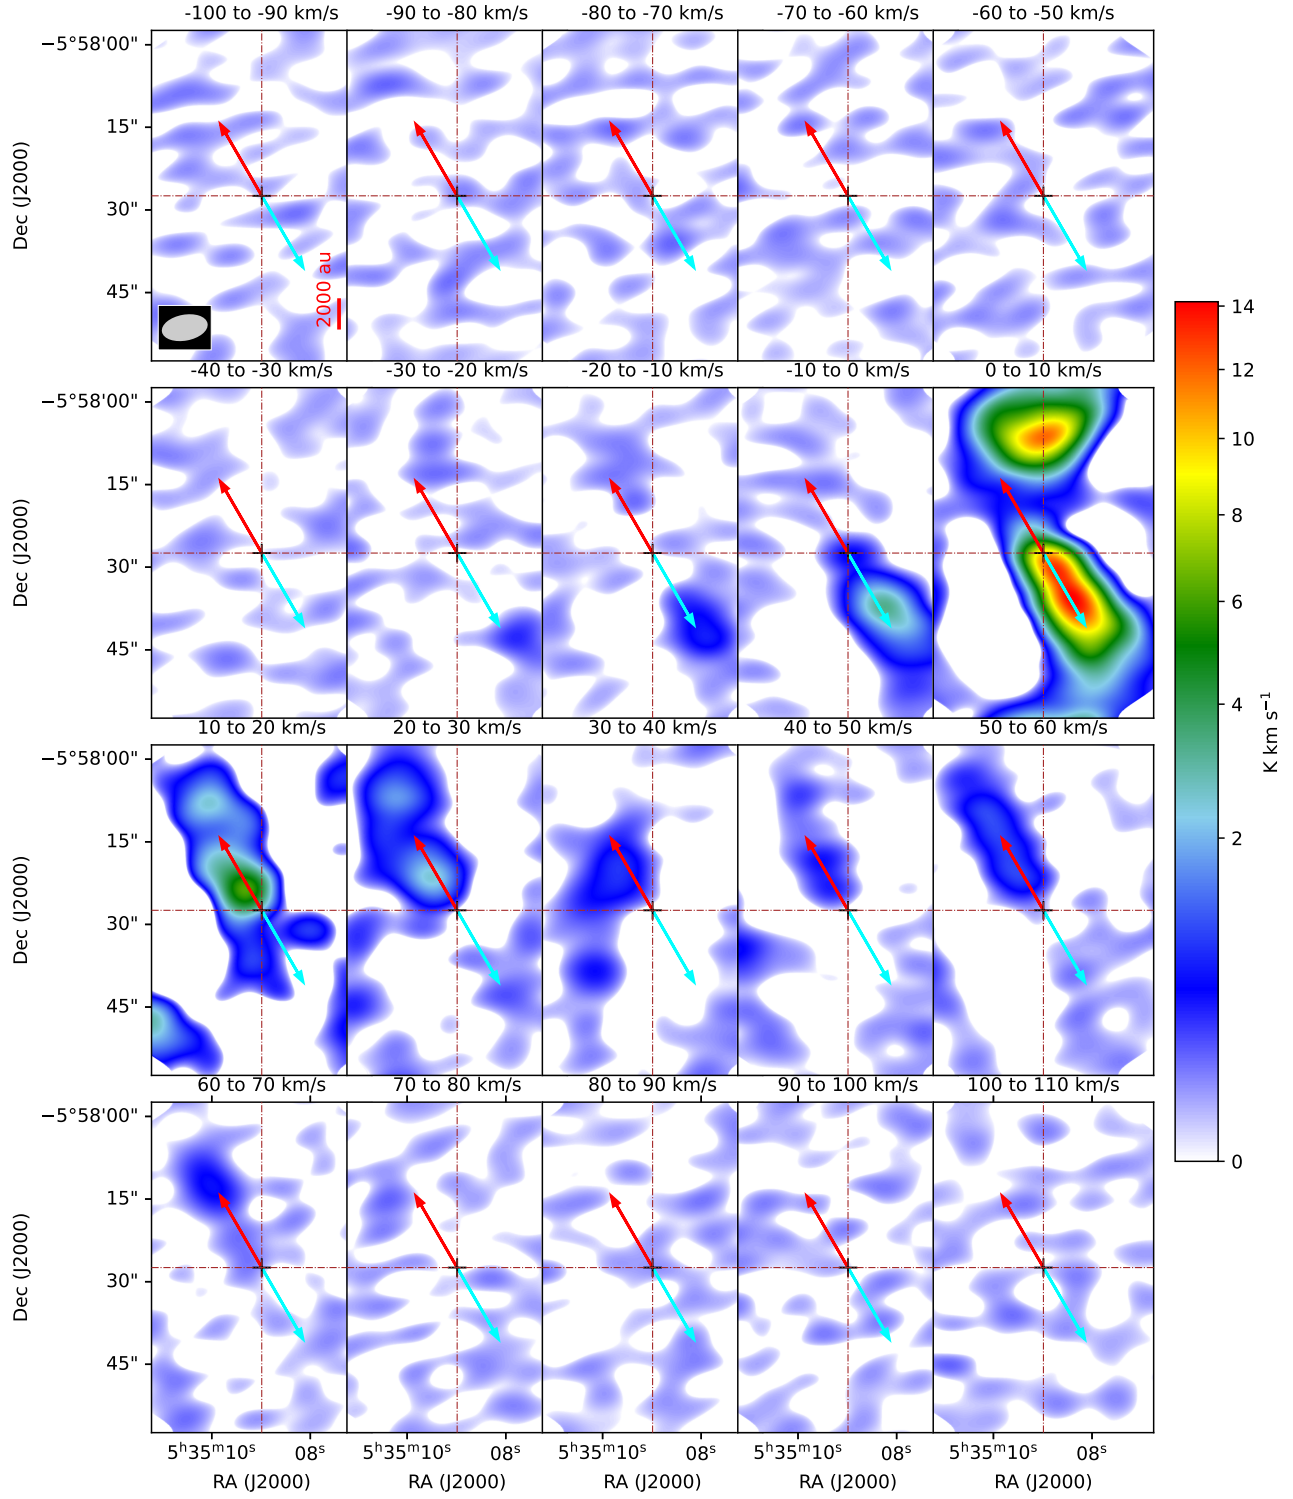 -100 to -90 km/s -90 to -80 km/s -80 to -70 km/s -70 to -60 km/s -60 to -50 km/s
−5°58'00"
15"
30"
45"
Dec (J2000)
2000 au
-40 to -30 km/s -30 to -20 km/s -20 to -10 km/s -10 to 0 km/s 0 to 10 km/s
−5°58'00"
15"
30"
45"
Dec (J2000)
10 to 20 km/s 20 to 30 km/s 30 to 40 km/s 40 to 50 km/s 50 to 60 km/s
−5°58'00"
15"
30"
45"
Dec (J2000)
60 to 70 km/s 70 to 80 km/s 80 to 90 km/s 90 to 100 km/s 100 to 110 km/s
−5°58'00"
15"
30"
45"
Dec (J2000)
5ʰ35ᵐ10ˢ 08ˢ 5ʰ35ᵐ10ˢ 08ˢ 5ʰ35ᵐ10ˢ 08ˢ 5ʰ35ᵐ10ˢ 08ˢ 5ʰ35ᵐ10ˢ 08ˢ
RA (J2000) RA (J2000) RA (J2000) RA (J2000) RA (J2000)
14
12
10
8
6
4
2
0
K km s⁻¹